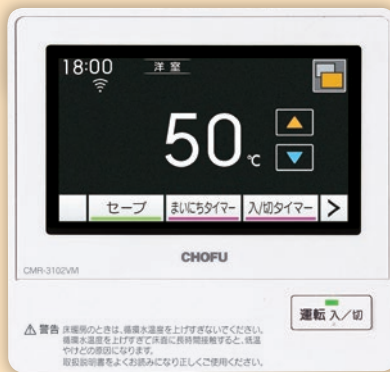 18:00 洋室
50℃
セーブ まいにちタイマー 入/切タイマー >
CHOFU
CMR-3102VM
運転 入/切
⚠警告 床暖房のときは、循環水温度を上げすぎないでください。
循環水温度を上げすぎて床面に長時間接触すると、低温
やけどの原因になります。
取扱説明書をよくお読みになり正しくご使用ください。